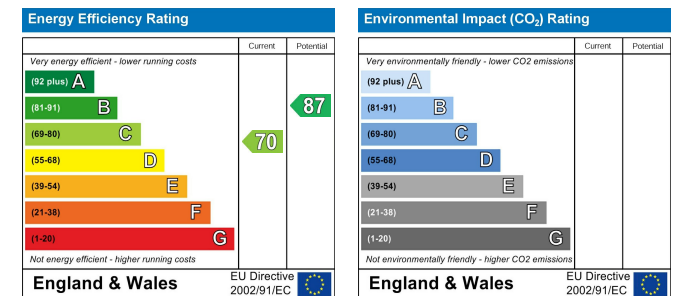 Energy Efficiency Rating
Current Potential
Very energy efficient - lower running costs
(92 plus) A
(81-91) B
87
(69-80) C
70
(55-68) D
(39-54) E
(21-38) F
(1-20) G
Not energy efficient - higher running costs
England & Wales
EU Directive
2002/91/EC
Environmental Impact (CO₂) Rating
Current Potential
Very environmentally friendly - lower CO2 emissions
(92 plus) A
(81-91) B
(69-80) C
(55-68) D
(39-54) E
(21-38) F
(1-20) G
Not environmentally friendly - higher CO2 emissions
England & Wales
EU Directive
2002/91/EC